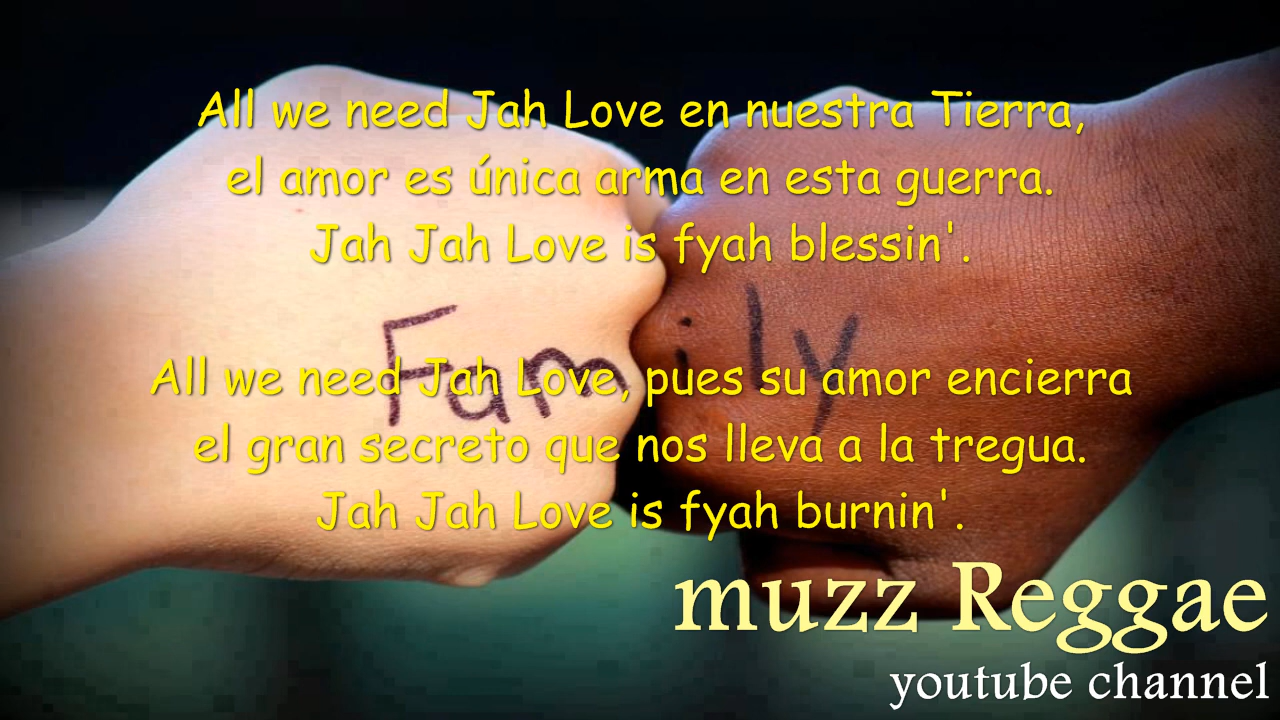 All we need Jah Love en nuestra Tierra,
el amor es única arma en esta guerra.
Jah Jah Love is fyah blessin'.
Family
All we need Jah Love, pues su amor encierra
el gran secreto que nos lleva a la tregua.
Jah Jah Love is fyah burnin'.
muzz Reggae
youtube channel